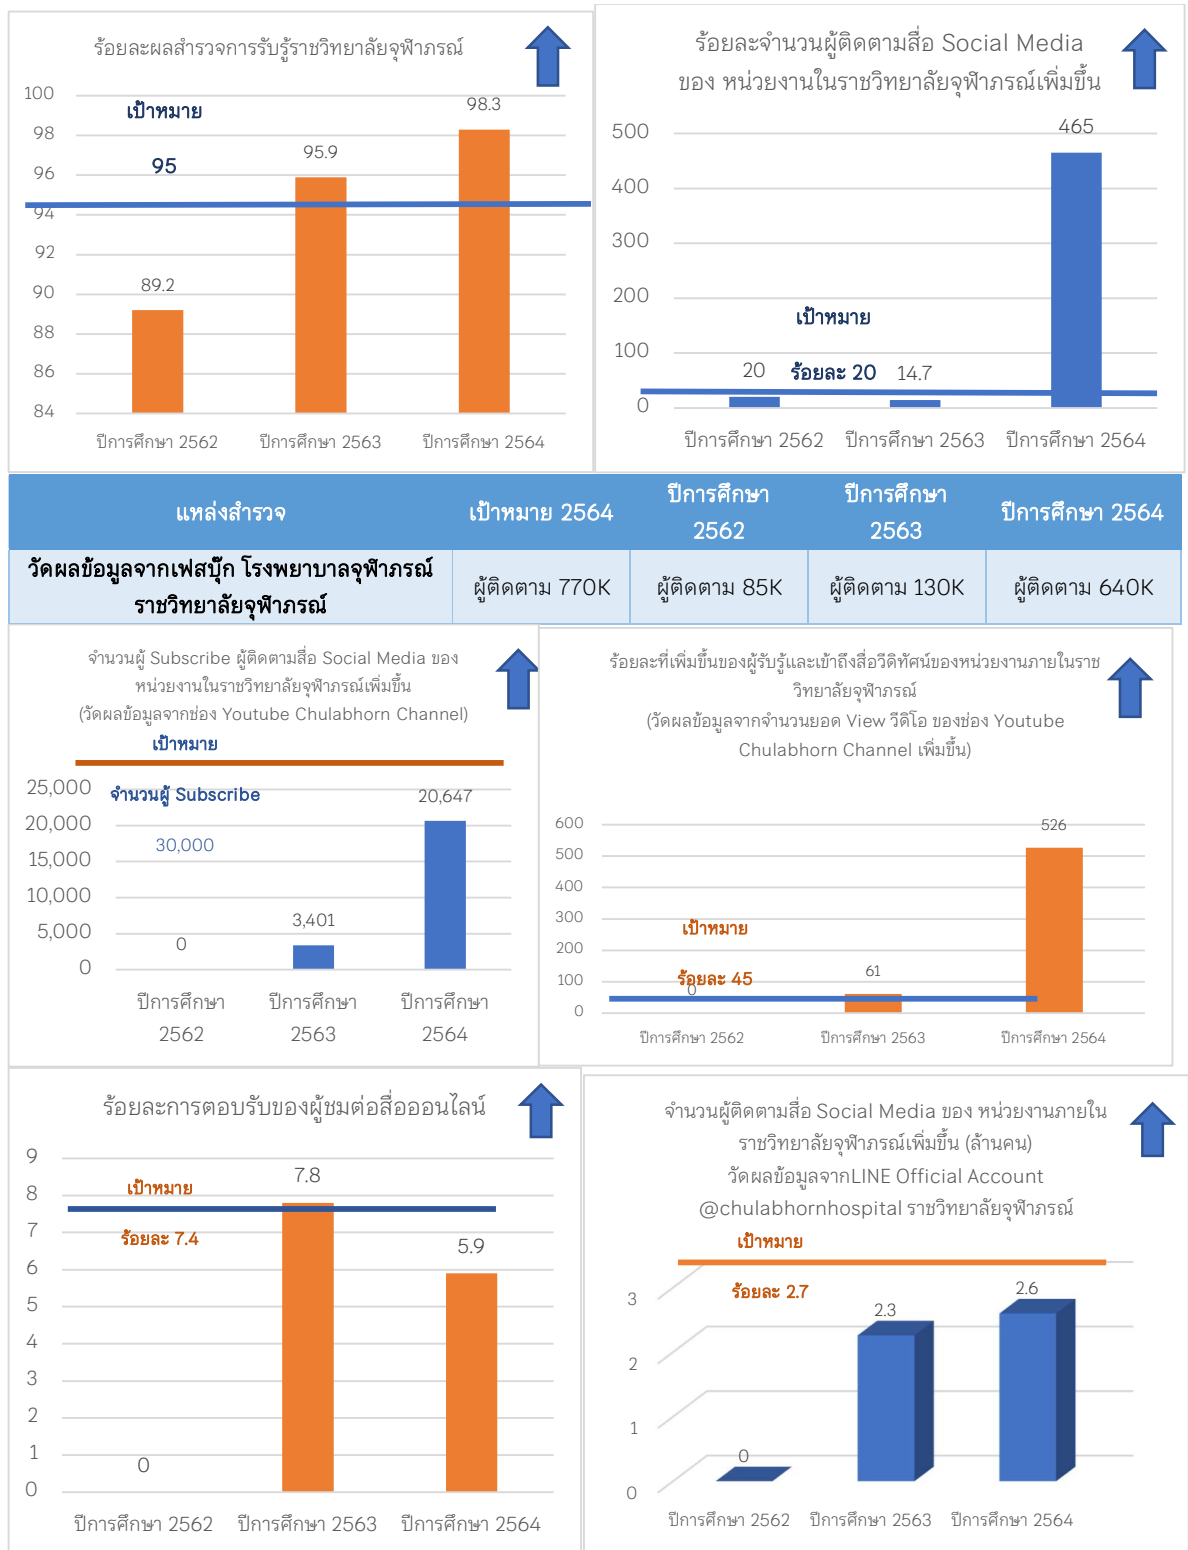 ร้อยละผลสำรวจการรับรู้ราชวิทยาลัยจุฬาภรณ์
เป้าหมาย
95
100
98
96
94
92
90
88
86
84
89.2
95.9
98.3
ปีการศึกษา 2562
ปีการศึกษา 2563
ปีการศึกษา 2564
ร้อยละจำนวนผู้ติดตามสื่อ Social Media
ของ หน่วยงานในราชวิทยาลัยจุฬาภรณ์เพิ่มขึ้น
500
400
300
200
100
0
เป้าหมาย
ร้อยละ 20
20
14.7
465
ปีการศึกษา 2562
ปีการศึกษา 2563
ปีการศึกษา 2564
แหล่งสำรวจ
เป้าหมาย 2564
ปีการศึกษา
2562
ปีการศึกษา
2563
ปีการศึกษา 2564
วัดผลข้อมูลจากเฟสบุ๊ก โรงพยาบาลจุฬาภรณ์
ราชวิทยาลัยจุฬาภรณ์
ผู้ติดตาม 770K
ผู้ติดตาม 85K
ผู้ติดตาม 130K
ผู้ติดตาม 640K
จำนวนผู้ Subscribe ผู้ติดตามสื่อ Social Media ของ
หน่วยงานในราชวิทยาลัยจุฬาภรณ์เพิ่มขึ้น
(วัดผลข้อมูลจากช่อง Youtube Chulabhorn Channel)
เป้าหมาย
จำนวนผู้ Subscribe
30,000
25,000
20,000
15,000
10,000
5,000
0
0
3,401
20,647
ปีการศึกษา
2562
ปีการศึกษา
2563
ปีการศึกษา
2564
ร้อยละที่เพิ่มขึ้นของผู้รับรู้และเข้าถึงสื่อวีดิทัศน์ของหน่วยงานภายในราช
วิทยาลัยจุฬาภรณ์
(วัดผลข้อมูลจากจำนวนยอด View วีดิโอ ของช่อง Youtube
Chulabhorn Channel เพิ่มขึ้น)
600
500
400
300
200
100
0
เป้าหมาย
ร้อยละ 45
0
61
526
ปีการศึกษา 2562
ปีการศึกษา 2563
ปีการศึกษา 2564
ร้อยละการตอบรับของผู้ชมต่อสื่อออนไลน์
9
8
7
6
5
4
3
2
1
0
เป้าหมาย
ร้อยละ 7.4
0
7.8
5.9
ปีการศึกษา 2562
ปีการศึกษา 2563
ปีการศึกษา 2564
จำนวนผู้ติดตามสื่อ Social Media ของ หน่วยงานภายใน
ราชวิทยาลัยจุฬาภรณ์เพิ่มขึ้น (ล้านคน)
วัดผลข้อมูลจากLINE Official Account
@chulabhornhospital ราชวิทยาลัยจุฬาภรณ์
เป้าหมาย
ร้อยละ 2.7
3
2
1
0
0
2.3
2.6
ปีการศึกษา 2562
ปีการศึกษา 2563
ปีการศึกษา 2564